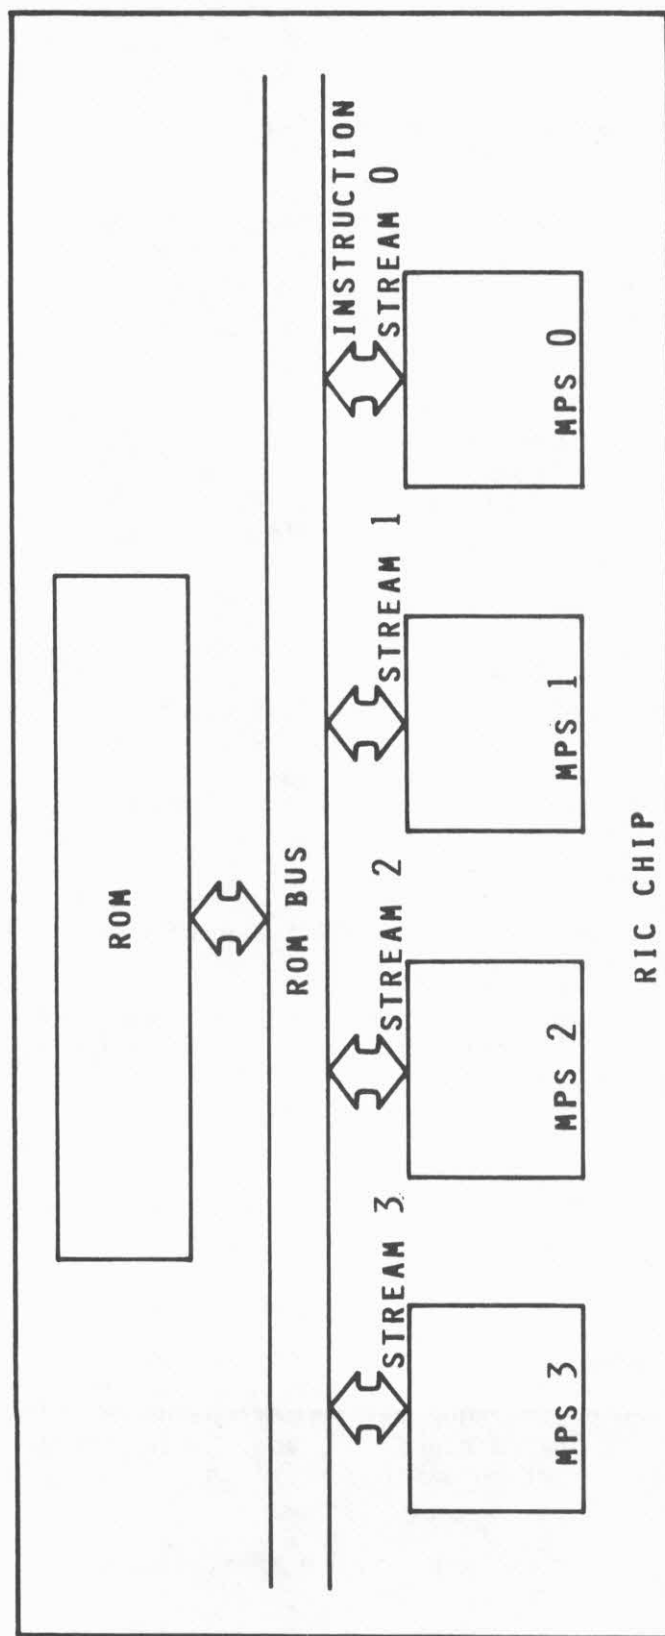 ROM
ROM BUS
INSTRUCTION
STREAM 3
STREAM 2
STREAM 1
STREAM 0
MPS 3
MPS 2
MPS 1
MPS 0
RIC CHIP